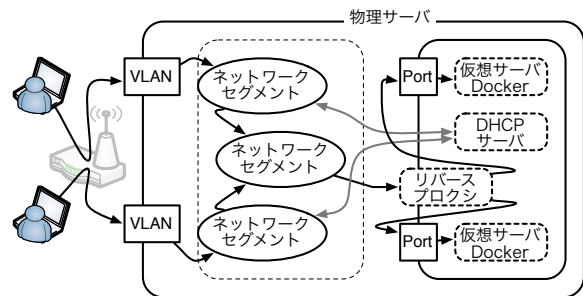 物理サーバ
VLAN
ネットワーク
セグメント
Port
仮想サーバ
Docker
DHCP
サーバ
ネットワーク
セグメント
リバース
プロクシ
VLAN
ネットワーク
セグメント
Port
仮想サーバ
Docker